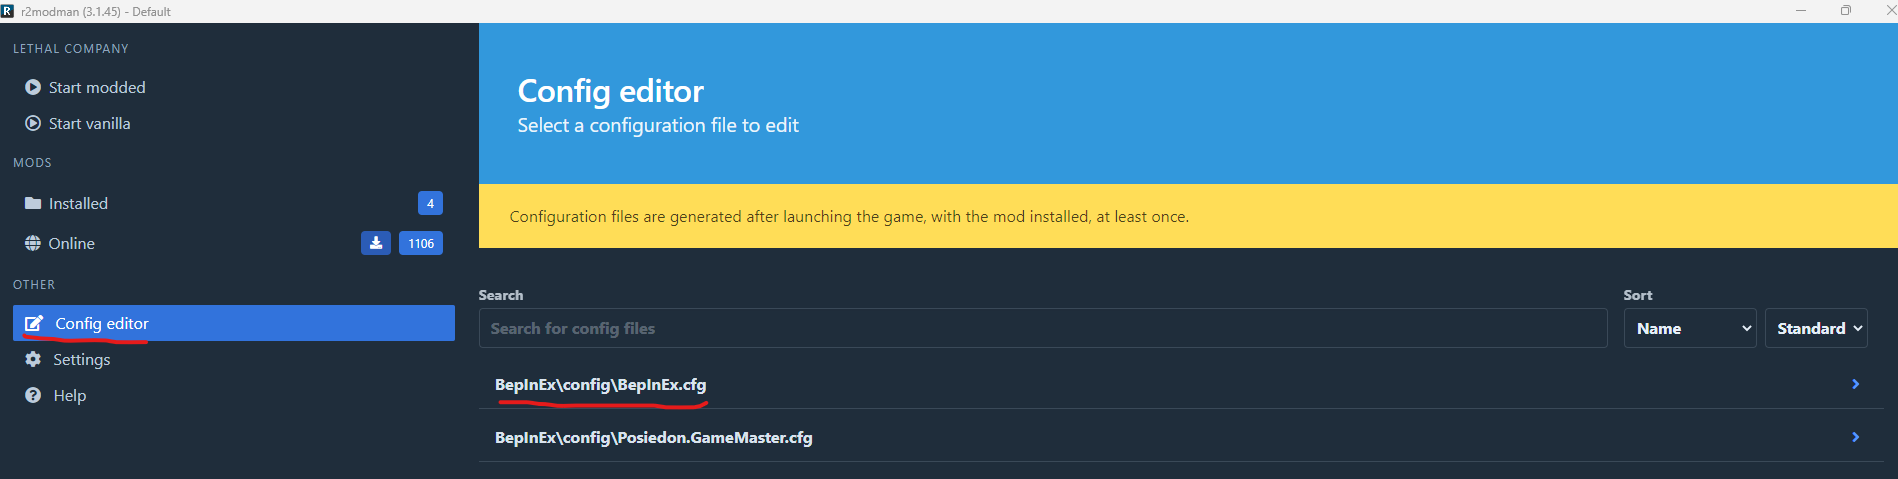 r2modman (3.1.45) - Default
LETHAL COMPANY
Start modded
Start vanilla
MODS
Installed 4
Online 1106
OTHER
Config editor
Settings
Help
Config editor
Select a configuration file to edit
Configuration files are generated after launching the game, with the mod installed, at least once.
Search
Search for config files
Sort
Name Standard
BepInEx\config\BepInEx.cfg
BepInEx\config\Posiedon.GameMaster.cfg